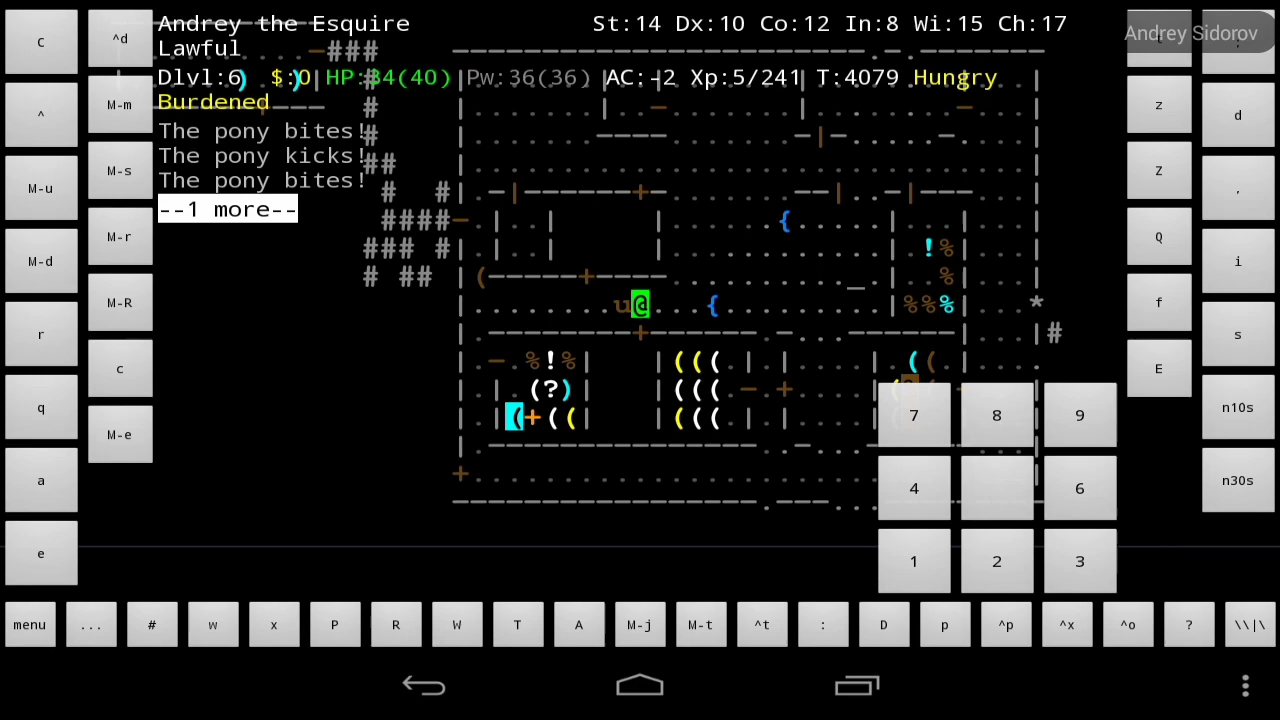 Andrey the Esquire St:14 Dx:10 Co:12 In:8 Wi:15 Ch:17
Lawful
Dlvl:6 $:0 HP:34(40) Pw:36(36) AC:-2 Xp:5/241 T:4079 Hungry
Burdened
The pony bites!
The pony kicks!
The pony bites!
--1 more--
Andrey Sidorov
c ^d
^ M-m z d
M-u M-s Z ,
M-d M-r Q i
r M-R f s
q c E n10s
a M-e n30s
e
7 8 9
4 6
1 2 3
menu ... # w x P R W T A M-j M-t ^t : D p ^p ^x ^o ? \\|\